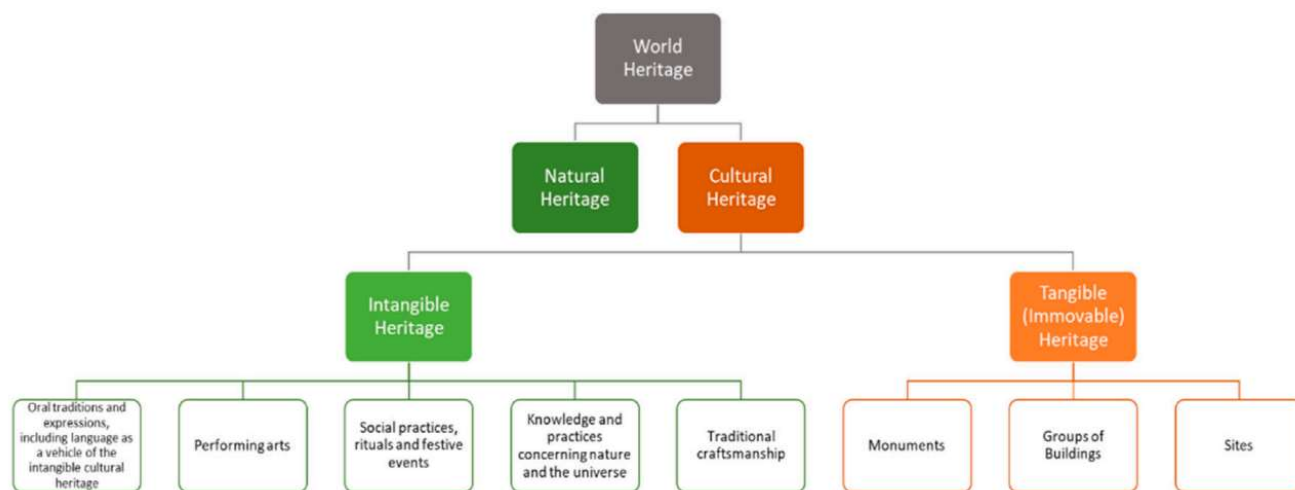 World
Heritage
Natural
Heritage
Cultural
Heritage
Intangible
Heritage
Tangible
(Immovable)
Heritage
Oral traditions and
expressions,
including language as
a vehicle of the
intangible cultural
heritage
Performing arts
Social practices,
rituals and festive
events
Knowledge and
practices
concerning nature
and the universe
Traditional
craftsmanship
Monuments
Groups of
Buildings
Sites